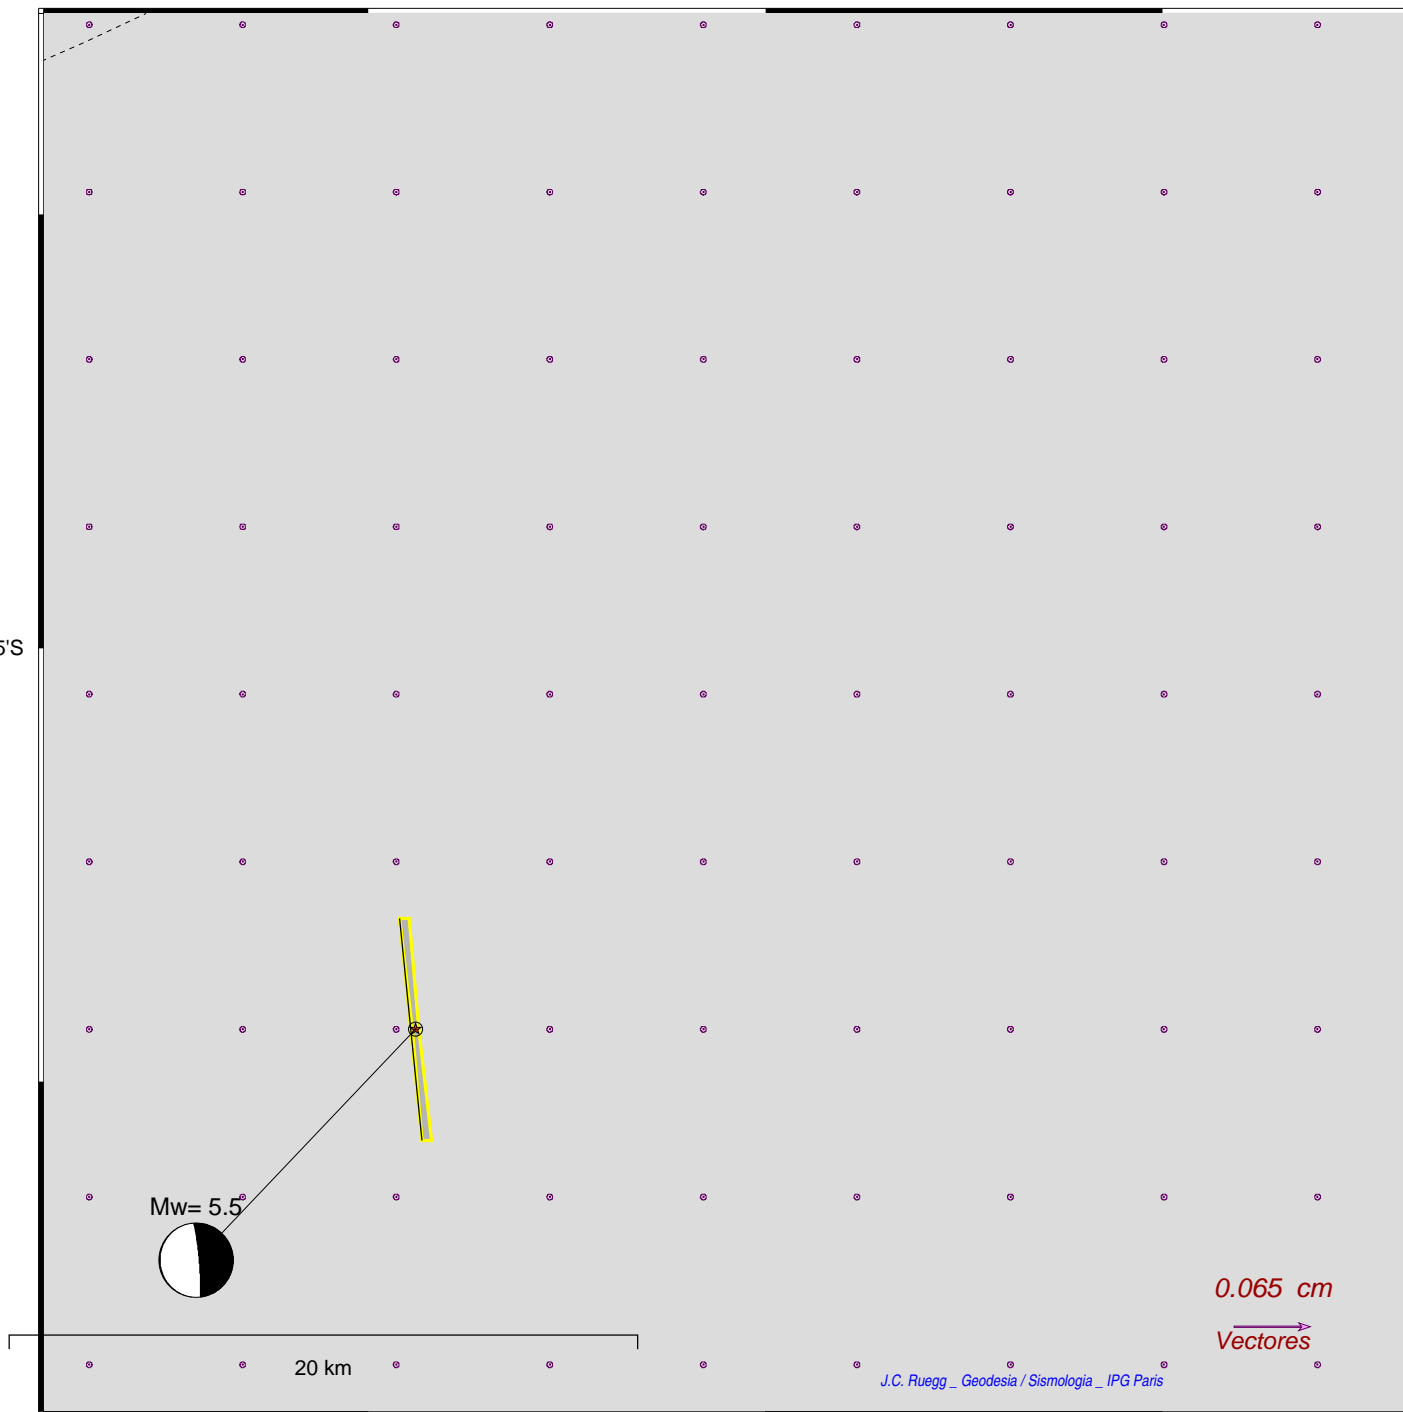 5'S
Mw= 5.5
0.065 cm
Vectores
20 km
J.C. Ruegg _ Geodesia / Sismologia _ IPG Paris